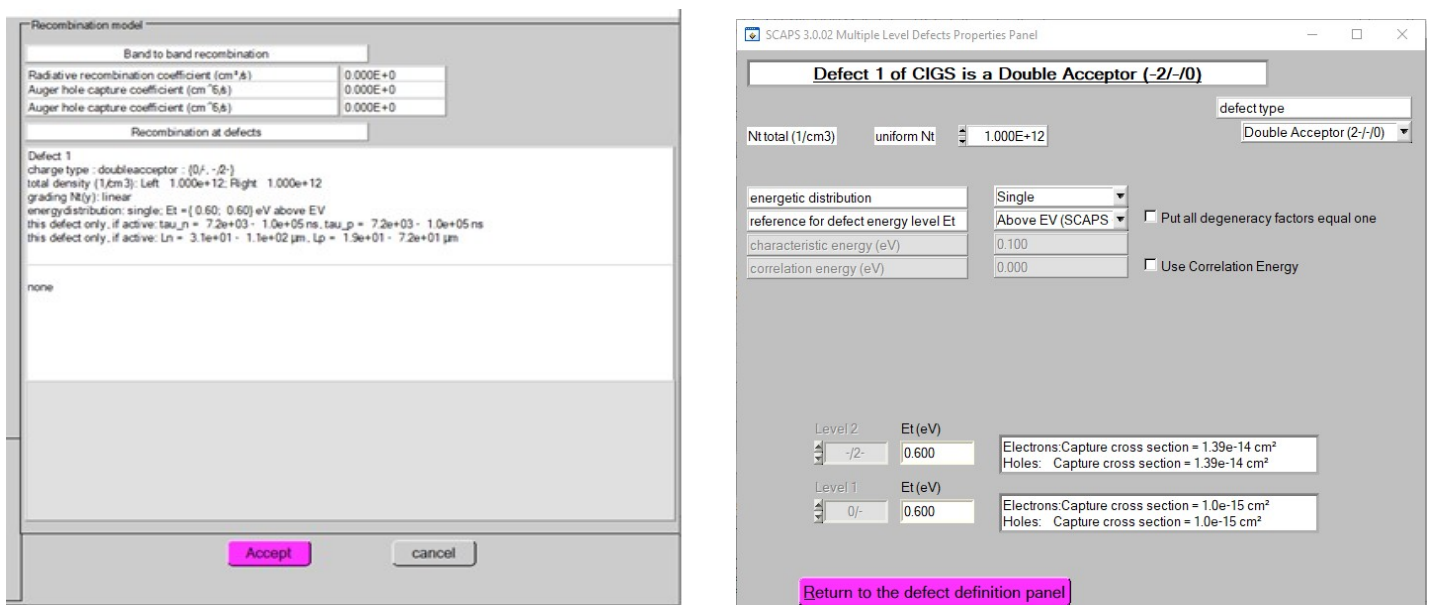 Recombination model
Band to band recombination
Radiative recombination coefficient (cm³/s) 0.000E+0
Auger hole capture coefficient (cm^6/s) 0.000E+0
Auger hole capture coefficient (cm^6/s) 0.000E+0
Recombination at defects
Defect 1
charge type : doubleacceptor : {0/-, -/2-}
total density (1/cm3): Left 1.000e+12; Right 1.000e+12
grading Nt(y): linear
energydistribution: single; Et ={ 0.60; 0.60} eV above EV
this defect only, if active: tau_n = 7.2e+03 - 1.0e+05 ns, tau_p = 7.2e+03 - 1.0e+05 ns
this defect only, if active: Ln = 3.1e+01 - 1.1e+02 µm, Lp = 1.9e+01 - 7.2e+01 µm
none
Accept cancel
SCAPS 3.0.02 Multiple Level Defects Properties Panel
Defect 1 of CIGS is a Double Acceptor (-2/-/0)
defect type
Nt total (1/cm3) uniform Nt 1.000E+12 Double Acceptor (2-/-/0)
energetic distribution Single
reference for defect energy level Et Above EV (SCAPS Put all degeneracy factors equal one
characteristic energy (eV) 0.100
correlation energy (eV) 0.000 Use Correlation Energy
Level 2 Et (eV)
-/2- 0.600
Electrons:Capture cross section = 1.39e-14 cm²
Holes: Capture cross section = 1.39e-14 cm²
Level 1 Et (eV)
0/- 0.600
Electrons:Capture cross section = 1.0e-15 cm²
Holes: Capture cross section = 1.0e-15 cm²
Return to the defect definition panel